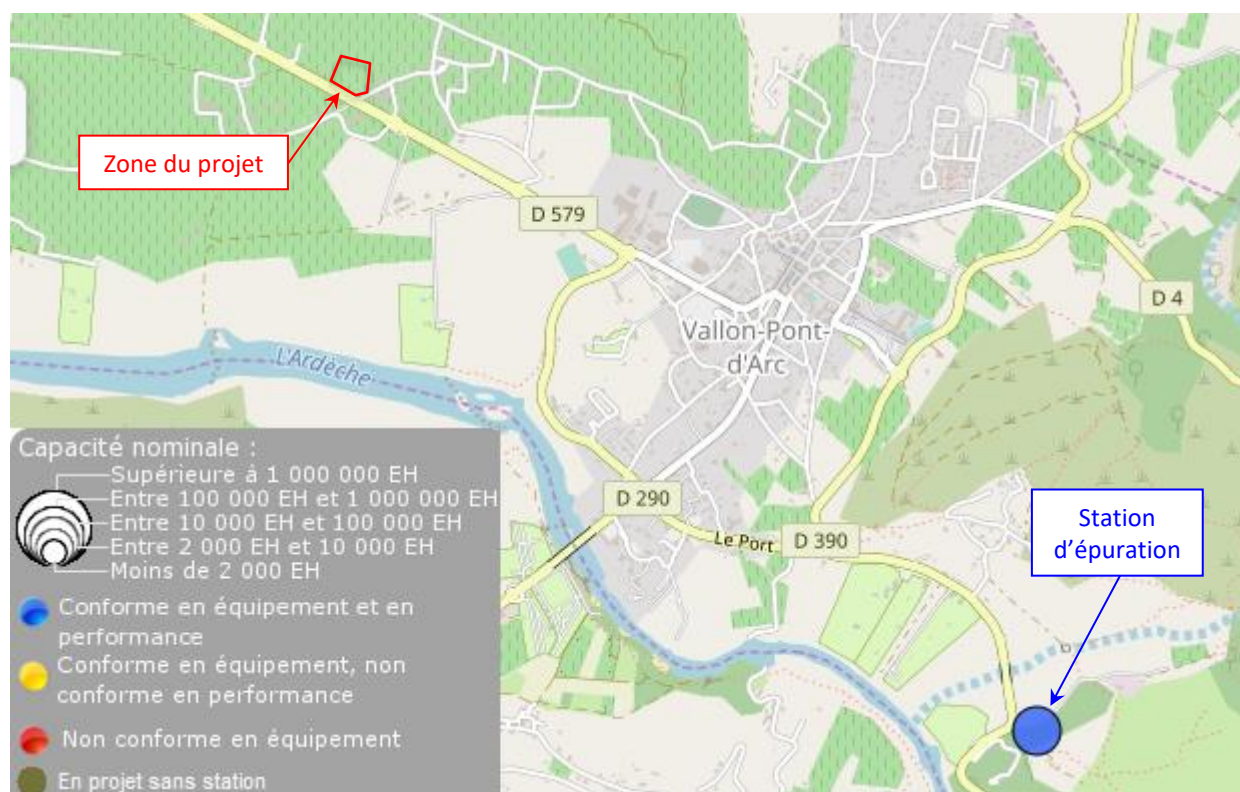 Zone du projet
D 579
D 4
L'Ardèche
Vallon-Pont-
d'Arc
D 290
Le Port
D 390
Station
d’épuration
Capacité nominale :
Supérieure à 1 000 000 EH
Entre 100 000 EH et 1 000 000 EH
Entre 10 000 EH et 100 000 EH
Entre 2 000 EH et 10 000 EH
Moins de 2 000 EH
Conforme en équipement et en
performance
Conforme en équipement, non
conforme en performance
Non conforme en équipement
En projet sans station